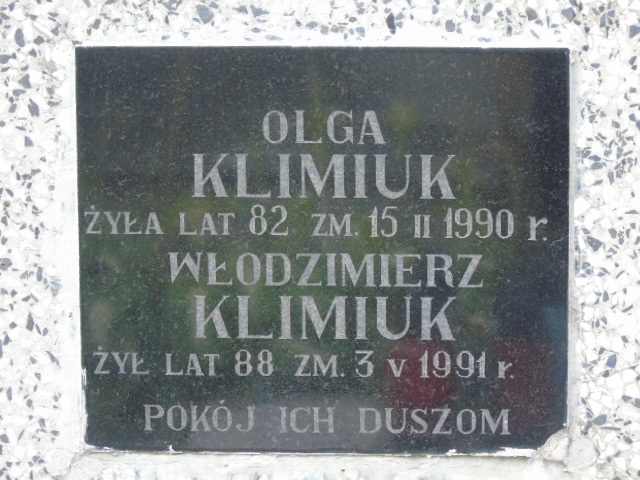 OLGA
KLIMIUK
ŻYŁA LAT 82 ZM. 15 II 1990 r.
WŁODZIMIERZ
KLIMIUK
ŻYŁ LAT 88 ZM. 3 V 1991 r.
POKÓJ ICH DUSZOM